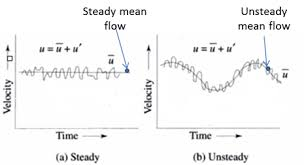 Steady mean
flow
Unsteady
mean flow
u = u̅ + u'
u̅
Velocity
Time
(a) Steady
u = u̅ + u'
u̅
Velocity
Time
(b) Unsteady